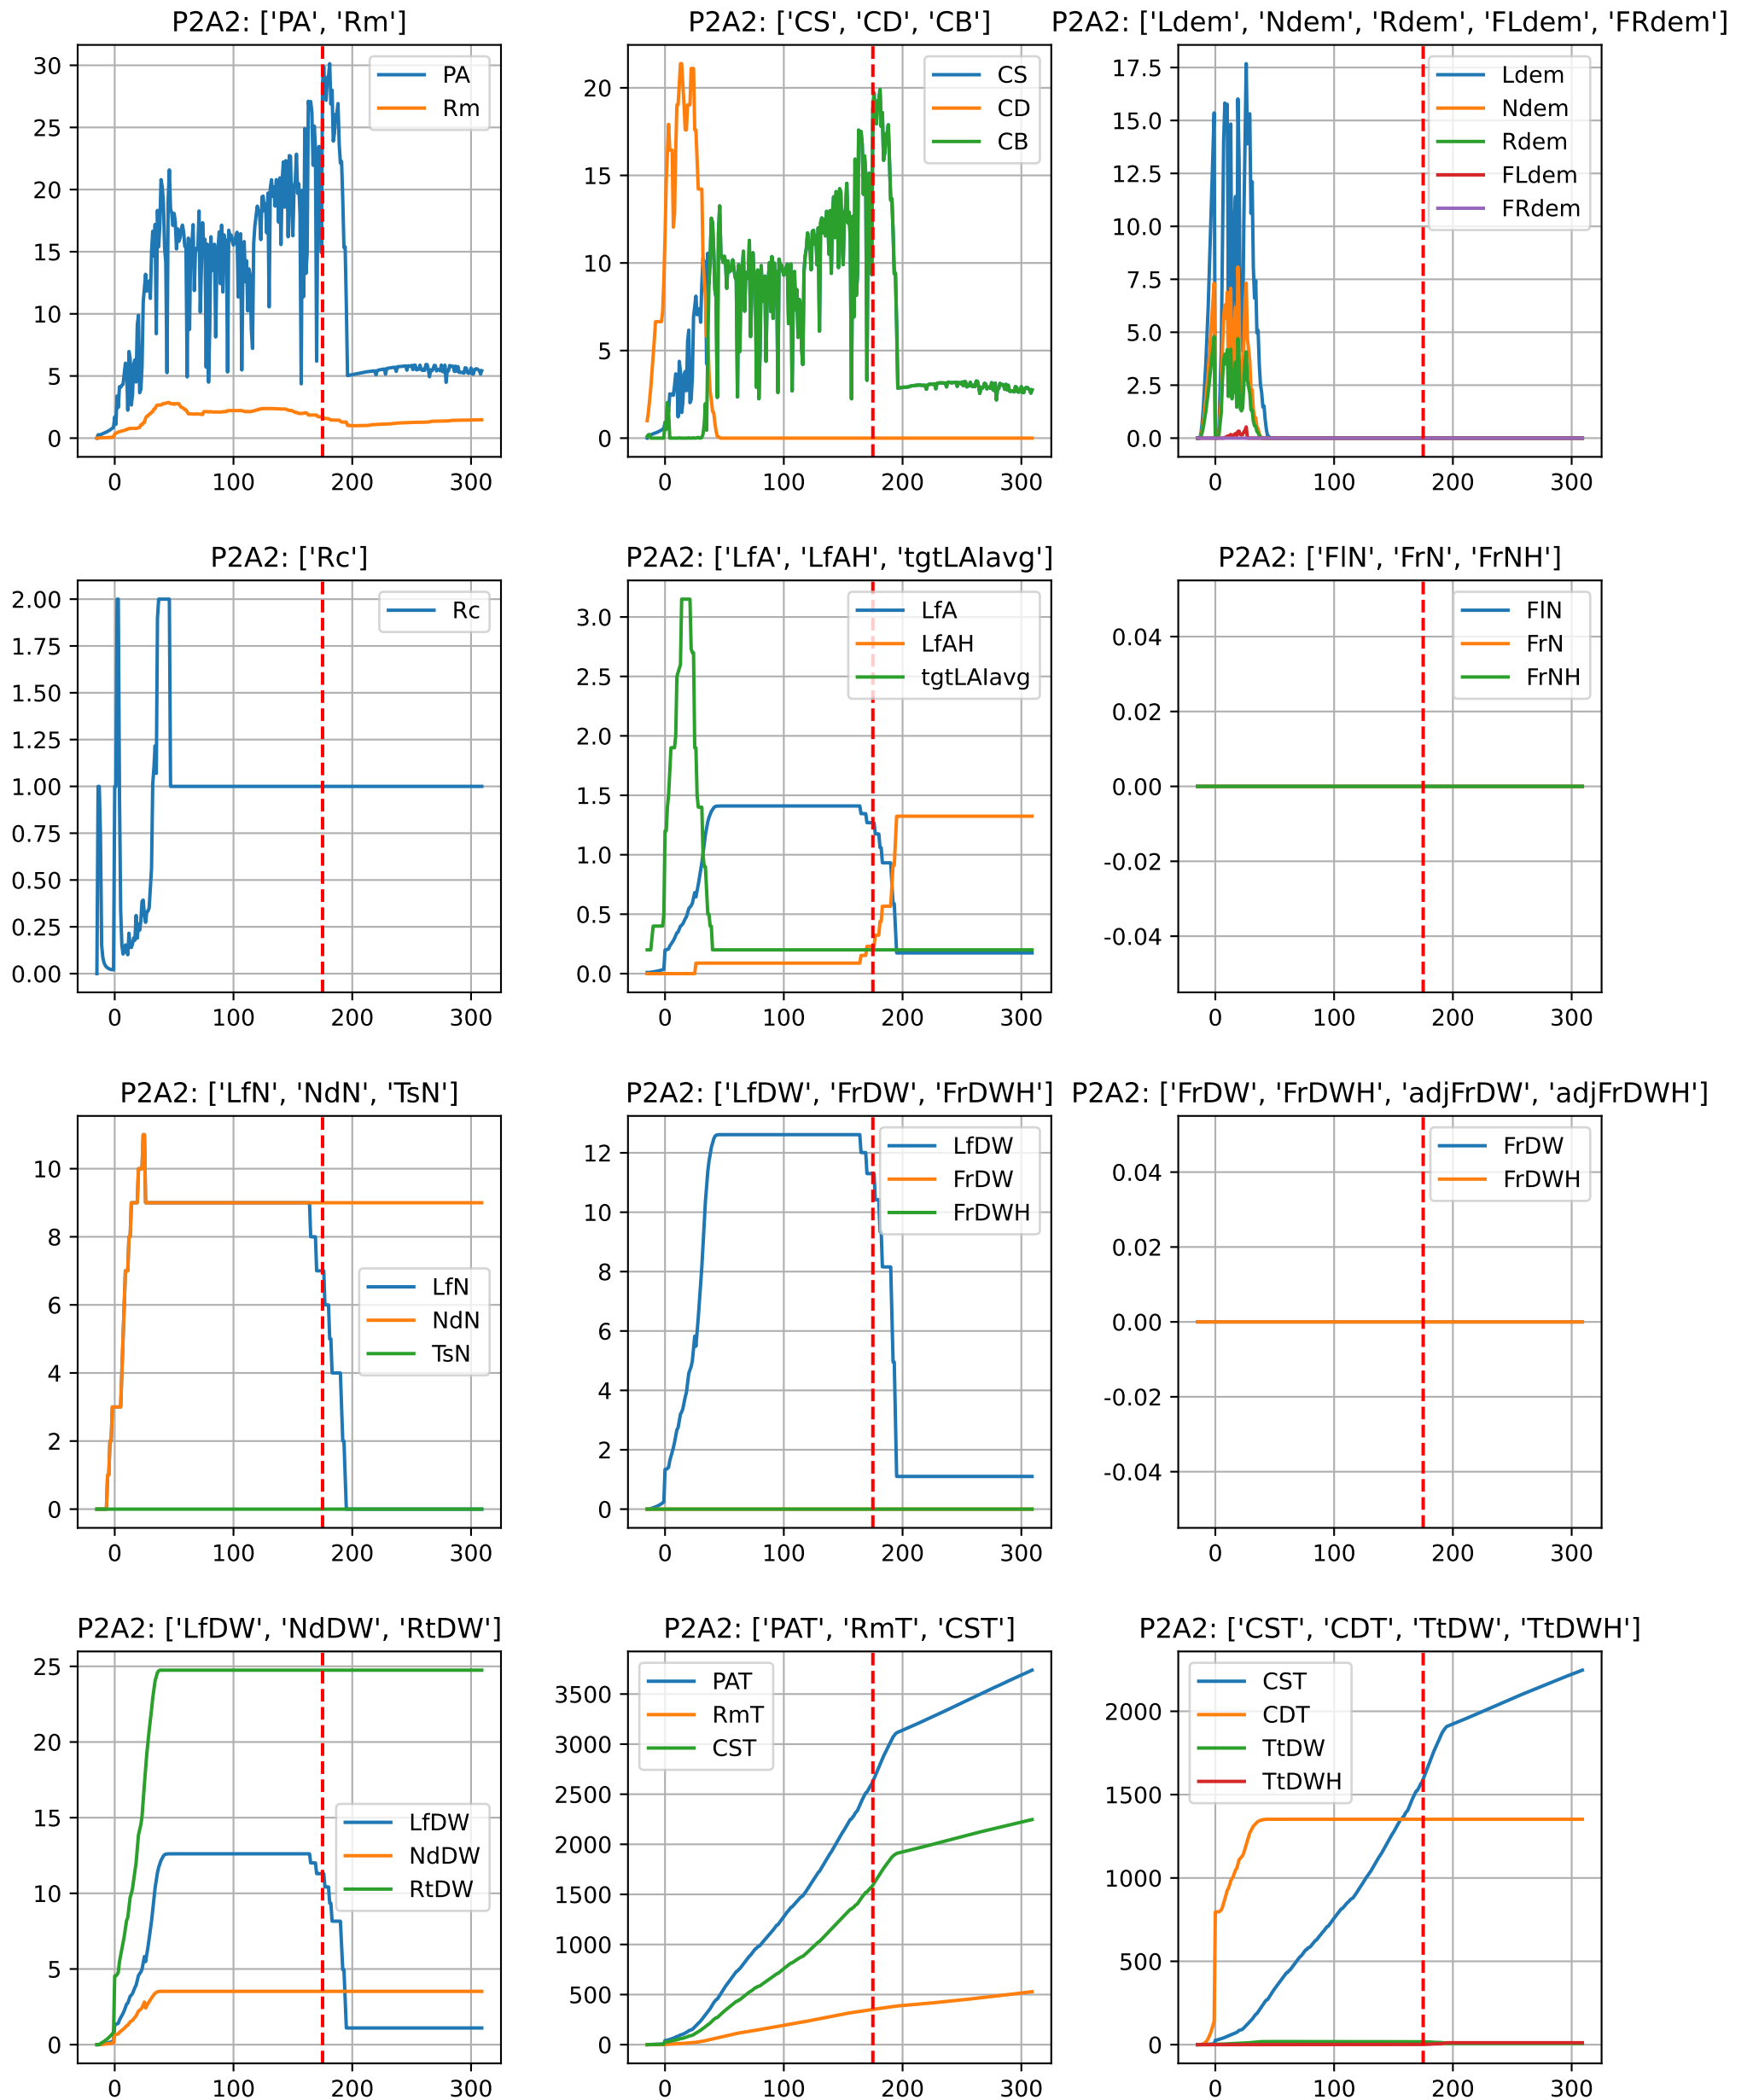 P2A2: ['PA', 'Rm']
30
25
20
15
10
5
0
0 100 200 300
PA
Rm
P2A2: ['CS', 'CD', 'CB']
20
15
10
5
0
0 100 200 300
CS
CD
CB
P2A2: ['Ldem', 'Ndem', 'Rdem', 'FLdem', 'FRdem']
17.5
15.0
12.5
10.0
7.5
5.0
2.5
0.0
0 100 200 300
Ldem
Ndem
Rdem
FLdem
FRdem
P2A2: ['Rc']
2.00
1.75
1.50
1.25
1.00
0.75
0.50
0.25
0.00
0 100 200 300
Rc
P2A2: ['LfA', 'LfAH', 'tgtLAIavg']
3.0
2.5
2.0
1.5
1.0
0.5
0.0
0 100 200 300
LfA
LfAH
tgtLAIavg
P2A2: ['FlN', 'FrN', 'FrNH']
0.04
0.02
0.00
-0.02
-0.04
0 100 200 300
FlN
FrN
FrNH
P2A2: ['LfN', 'NdN', 'TsN']
10
8
6
4
2
0
0 100 200 300
LfN
NdN
TsN
P2A2: ['LfDW', 'FrDW', 'FrDWH']
12
10
8
6
4
2
0
0 100 200 300
LfDW
FrDW
FrDWH
P2A2: ['FrDW', 'FrDWH', 'adjFrDW', 'adjFrDWH']
0.04
0.02
0.00
-0.02
-0.04
0 100 200 300
FrDW
FrDWH
P2A2: ['LfDW', 'NdDW', 'RtDW']
25
20
15
10
5
0
0 100 200 300
LfDW
NdDW
RtDW
P2A2: ['PAT', 'RmT', 'CST']
3500
3000
2500
2000
1500
1000
500
0
0 100 200 300
PAT
RmT
CST
P2A2: ['CST', 'CDT', 'TtDW', 'TtDWH']
2000
1500
1000
500
0
0 100 200 300
CST
CDT
TtDW
TtDWH